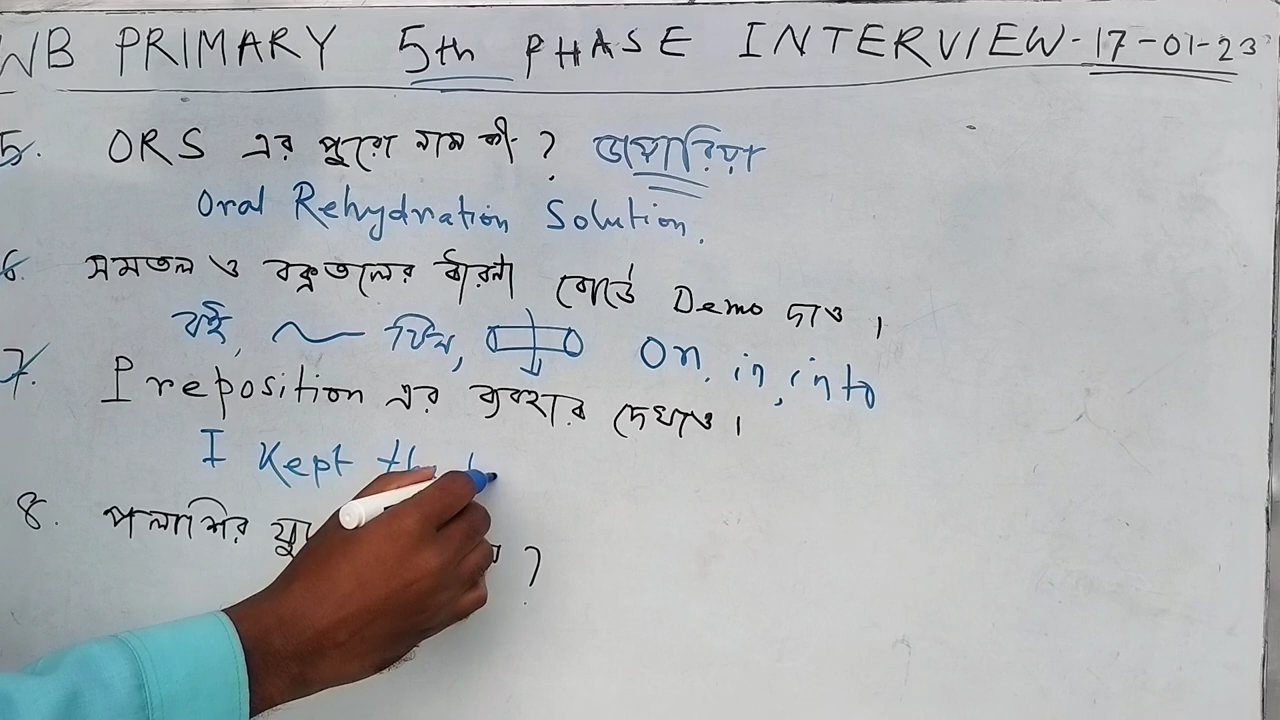 WB PRIMARY 5th PHASE INTERVIEW-17-01-23
5. ORS এর পুরো নাম কী ? ডায়ারিয়া
Oral Rehydration Solution.
6. সমতল ও বক্রতলের ধারনা বোর্ডে Demo দাও ।
বই, On, in, into
7. Preposition এর ব্যবহার দেখাও ।
I Kept
8. পলাশির ?